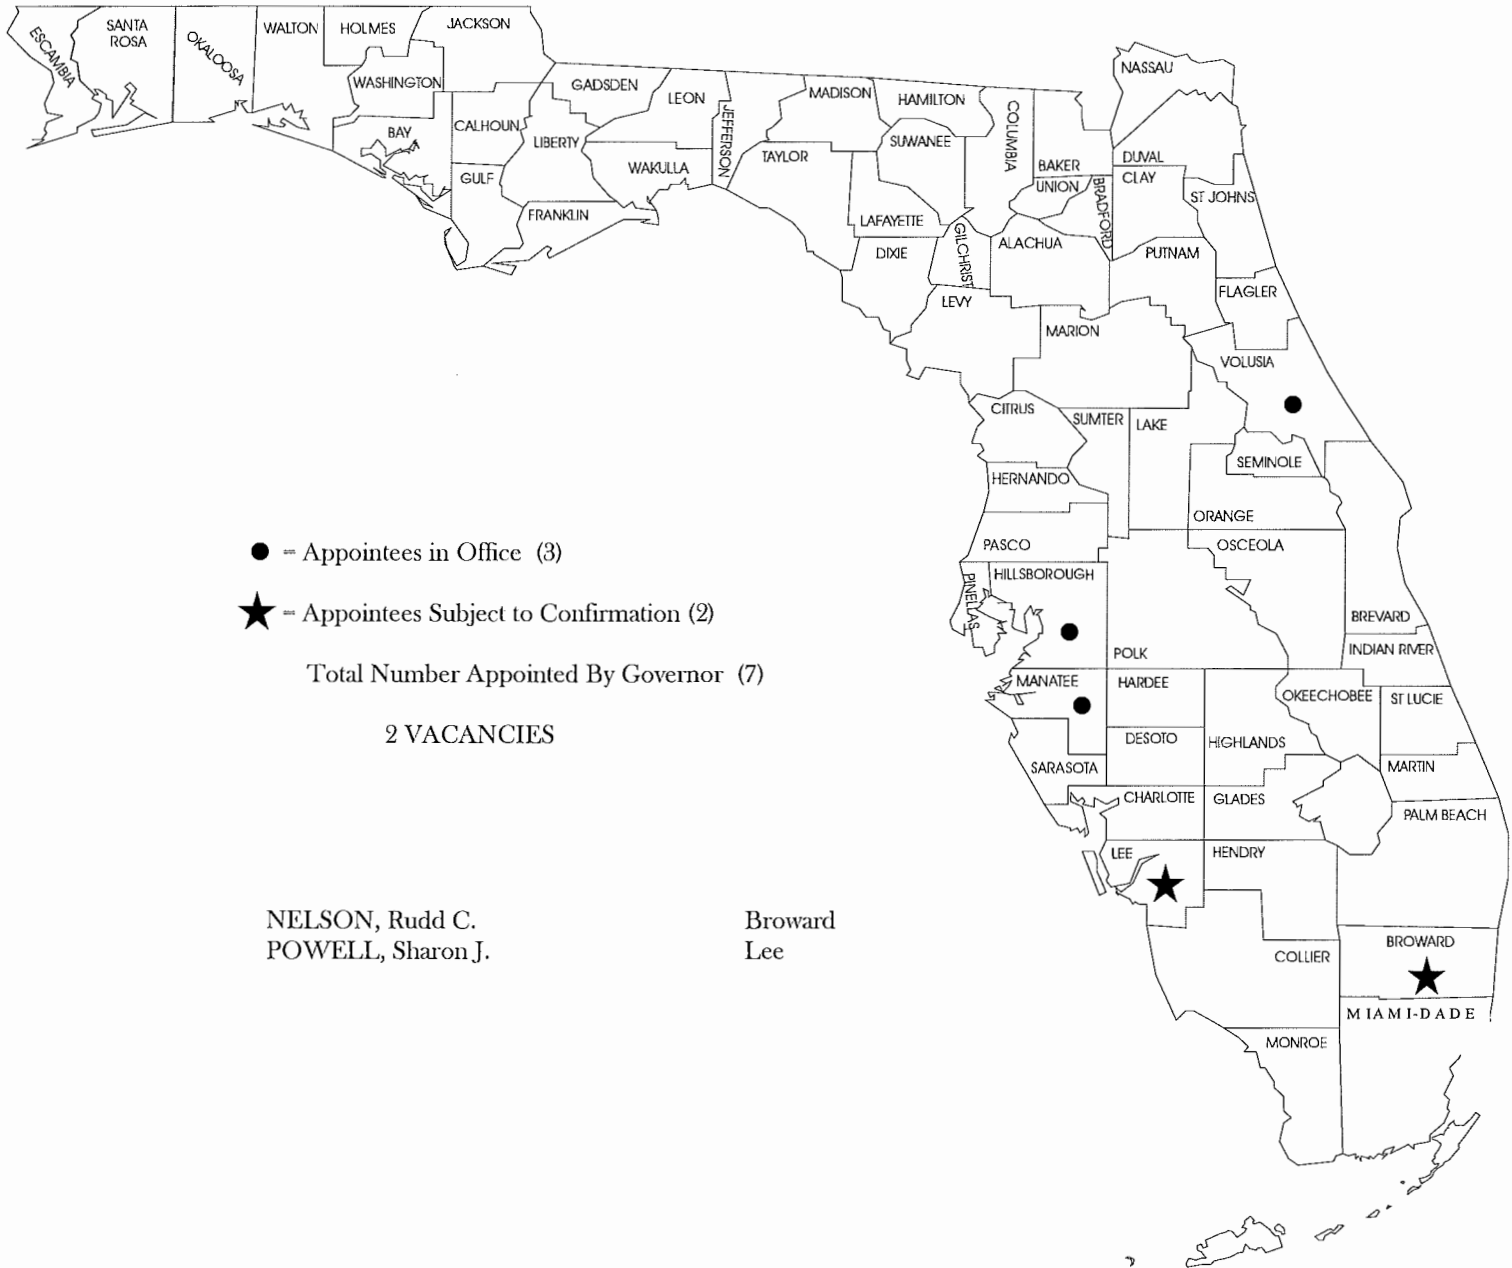 ESCAMBIA
SANTA
ROSA
OKALOOSA
WALTON
HOLMES
JACKSON
WASHINGTON
BAY
CALHOUN
GULF
GADSDEN
LIBERTY
FRANKLIN
LEON
WAKULLA
JEFFERSON
MADISON
TAYLOR
HAMILTON
SUWANEE
LAFAYETTE
DIXIE
COLUMBIA
GILCHRIST
BAKER
UNION
BRADFORD
ALACHUA
LEVY
NASSAU
DUVAL
CLAY
ST JOHNS
PUTNAM
FLAGLER
MARION
VOLUSIA
CITRUS
SUMTER
LAKE
SEMINOLE
HERNANDO
ORANGE
PASCO
OSCEOLA
HILLSBOROUGH
PINELLAS
BREVARD
POLK
INDIAN RIVER
MANATEE
HARDEE
OKEECHOBEE
ST LUCIE
DESOTO
HIGHLANDS
SARASOTA
MARTIN
CHARLOTTE
GLADES
PALM BEACH
LEE
HENDRY
BROWARD
COLLIER
MIAMI-DADE
MONROE
= Appointees in Office (3)
= Appointees Subject to Confirmation (2)
Total Number Appointed By Governor (7)
2 VACANCIES
NELSON, Rudd C. Broward
POWELL, Sharon J. Lee